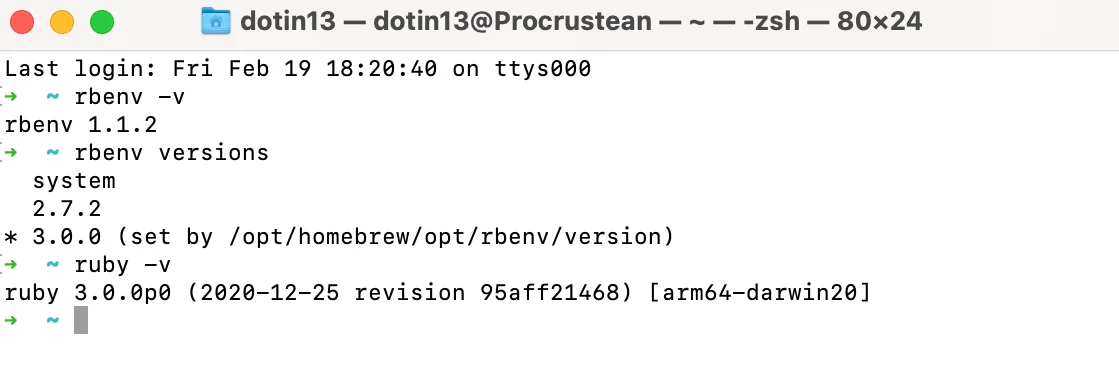 dotin13 — dotin13@Procrustean — ~ — -zsh — 80×24
Last login: Fri Feb 19 18:20:40 on ttys000
➜  ~ rbenv -v
rbenv 1.1.2
➜  ~ rbenv versions
  system
  2.7.2
* 3.0.0 (set by /opt/homebrew/opt/rbenv/version)
➜  ~ ruby -v
ruby 3.0.0p0 (2020-12-25 revision 95aff21468) [arm64-darwin20]
➜  ~